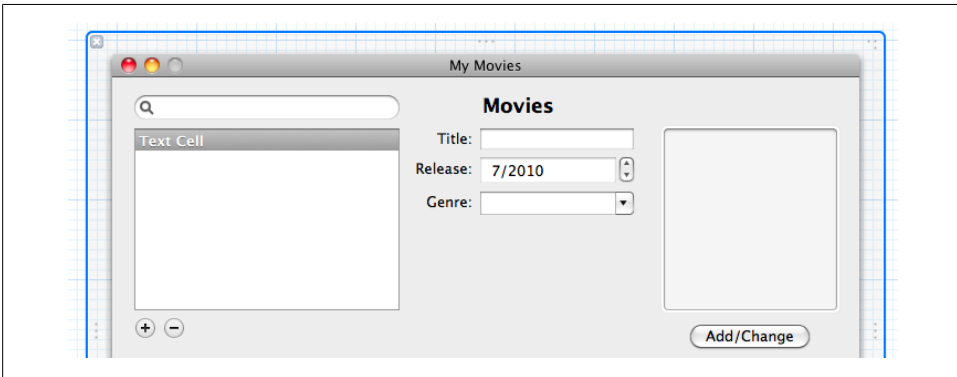 My Movies
Movies
Text Cell
Title:
Release: 7/2010
Genre:
Add/Change